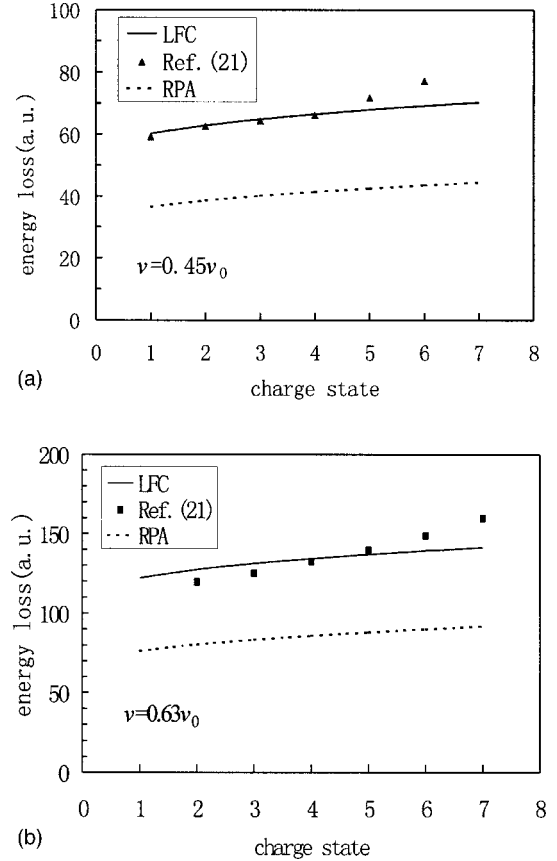 100
80
60
40
20
0
energy loss(a.u.)
LFC
Ref.(21)
RPA
v=0.45v0
0 1 2 3 4 5 6 7 8
charge state
(a)
200
150
100
50
0
energy loss(a.u.)
LFC
Ref.(21)
RPA
v=0.63v0
0 1 2 3 4 5 6 7 8
charge state
(b)